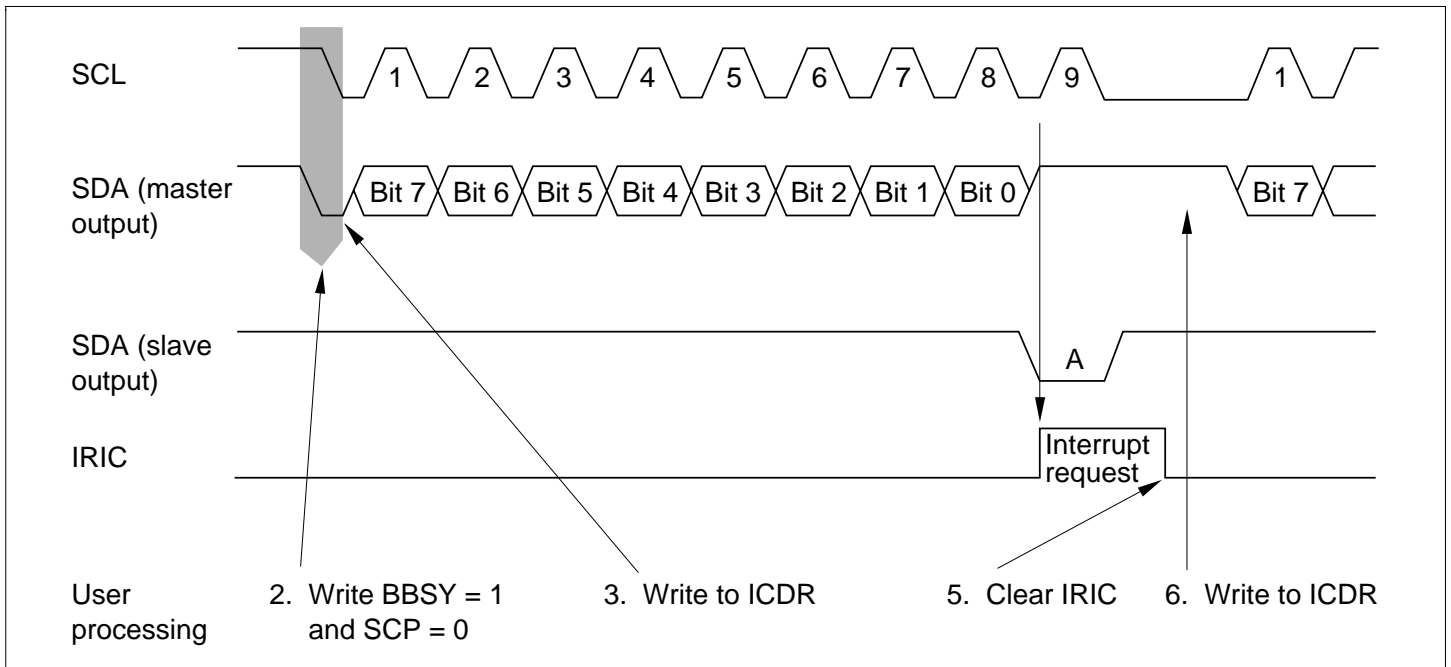 SCL 1 2 3 4 5 6 7 8 9 1
SDA (master
output) Bit 7 Bit 6 Bit 5 Bit 4 Bit 3 Bit 2 Bit 1 Bit 0 Bit 7
SDA (slave
output) A
IRIC Interrupt
request
User
processing
2. Write BBSY = 1
and SCP = 0
3. Write to ICDR
5. Clear IRIC
6. Write to ICDR